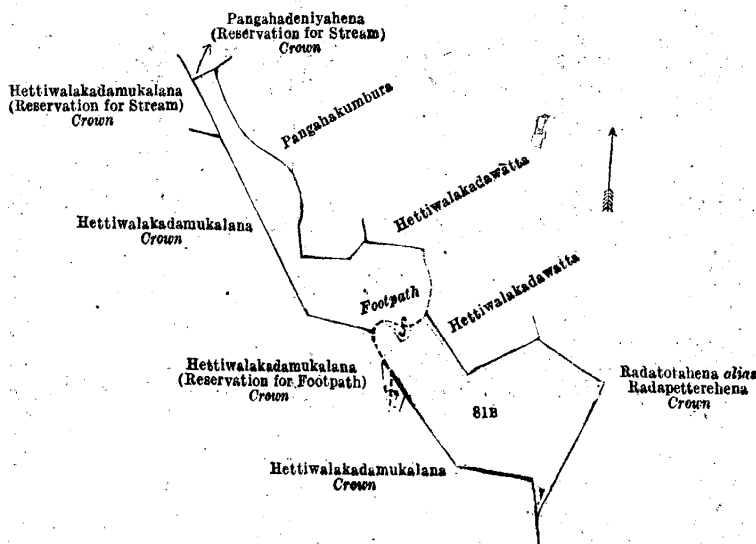 Pangahadeniyahena
(Reservation for Stream)
Crown
Hettiwalakadamukalana
(Reservation for Stream)
Crown
Pangahakumbura
Hettiwalakadawatta
Hettiwalakadamukalana
Crown
Footpath
f
Hettiwalakadawatta
Hettiwalakadamukalana
(Reservation for Footpath)
Crown
Radatotahena alias
Radapetterehena
Crown
81B
Hettiwalakadamukalana
Crown